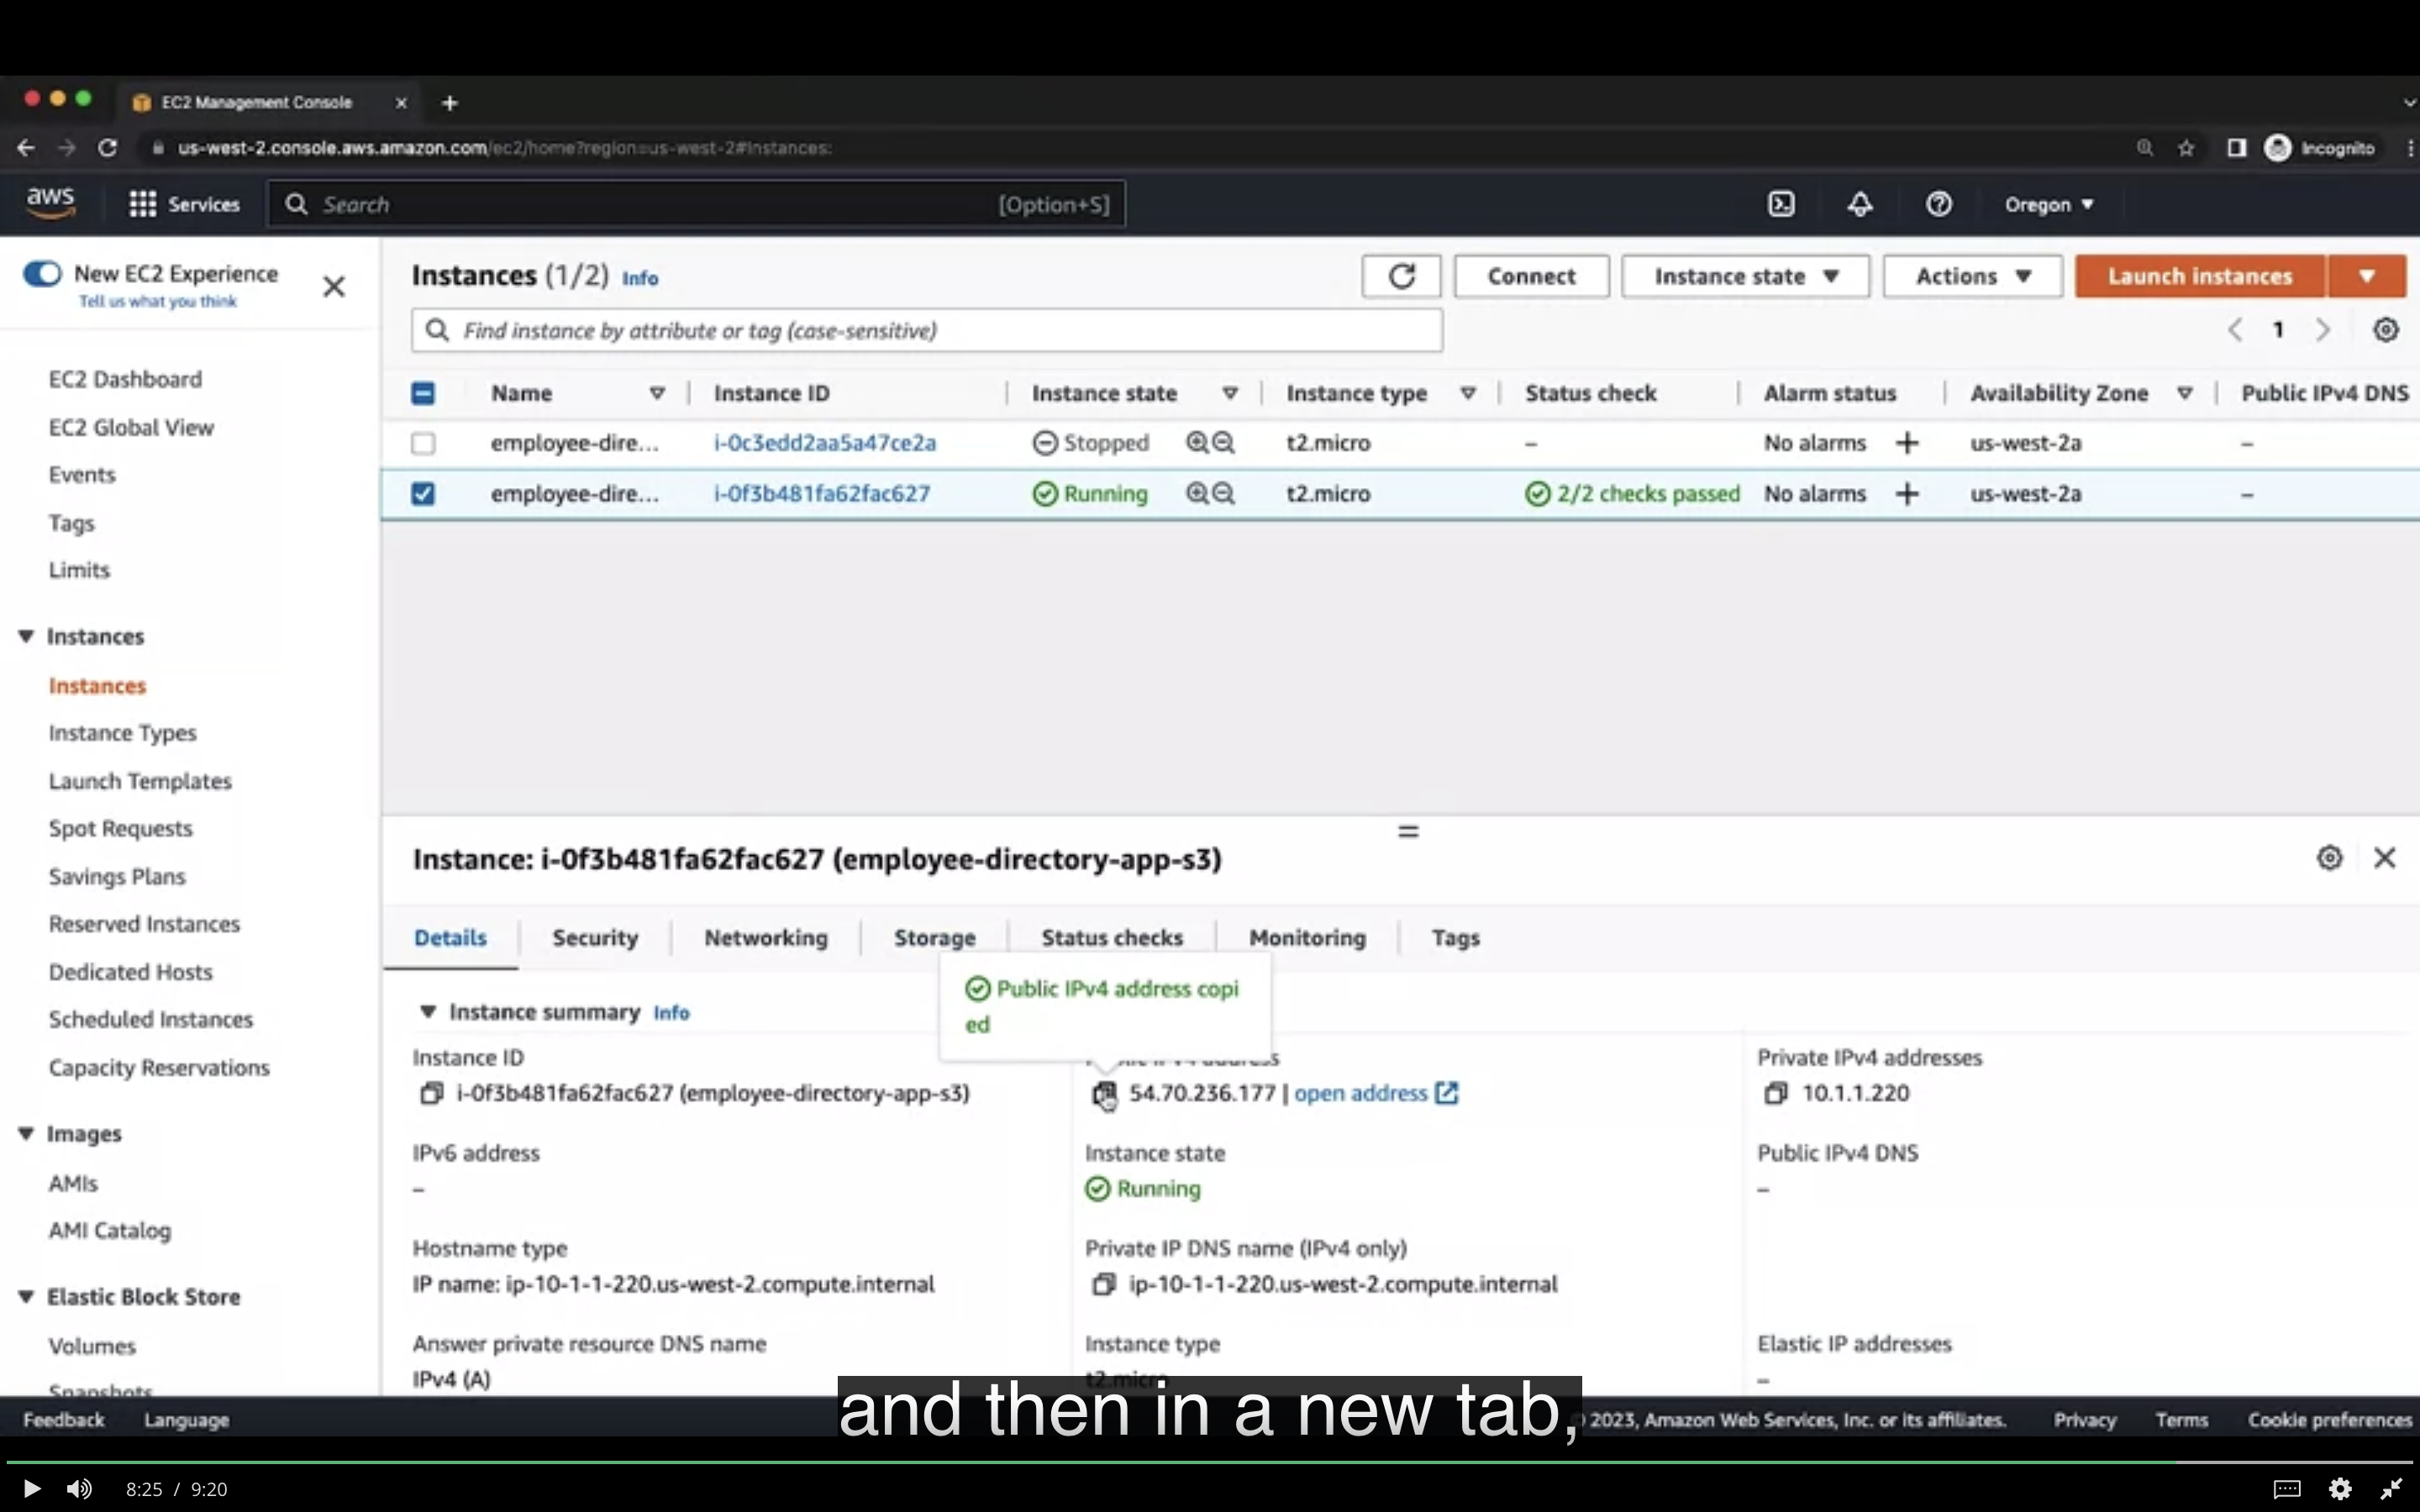 EC2 Management Console
us-west-2.console.aws.amazon.com/ec2/home?region=us-west-2#Instances:
Incognito
aws
Services
Search
[Option+S]
Oregon
New EC2 Experience
Tell us what you think
EC2 Dashboard
EC2 Global View
Events
Tags
Limits
Instances
Instances
Instance Types
Launch Templates
Spot Requests
Savings Plans
Reserved Instances
Dedicated Hosts
Scheduled Instances
Capacity Reservations
Images
AMIs
AMI Catalog
Elastic Block Store
Volumes
Snapshots
Instances (1/2) Info
Connect
Instance state
Actions
Launch instances
Find instance by attribute or tag (case-sensitive)
1
Name Instance ID Instance state Instance type Status check Alarm status Availability Zone Public IPv4 DNS
employee-dire... i-0c3edd2aa5a47ce2a Stopped t2.micro – No alarms + us-west-2a –
employee-dire... i-0f3b481fa62fac627 Running t2.micro 2/2 checks passed No alarms + us-west-2a –
Instance: i-0f3b481fa62fac627 (employee-directory-app-s3)
Details Security Networking Storage Status checks Monitoring Tags
Public IPv4 address copi
ed
Instance summary Info
Instance ID
i-0f3b481fa62fac627 (employee-directory-app-s3)
54.70.236.177 | open address
Private IPv4 addresses
10.1.1.220
IPv6 address
–
Instance state
Running
Public IPv4 DNS
–
Hostname type
IP name: ip-10-1-1-220.us-west-2.compute.internal
Private IP DNS name (IPv4 only)
ip-10-1-1-220.us-west-2.compute.internal
Answer private resource DNS name
IPv4 (A)
Instance type
t2.micro
Elastic IP addresses
–
and then in a new tab,
Feedback
Language
2023, Amazon Web Services, Inc. or its affiliates.
Privacy
Terms
Cookie preferences
8:25 / 9:20